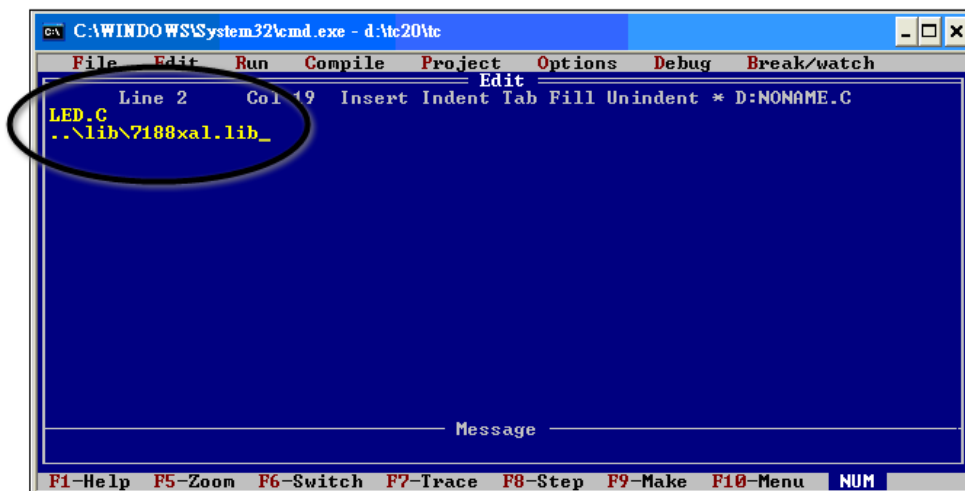 C:\WINDOWS\System32\cmd.exe - d:\tc20\tc
File Edit Run Compile Project Options Debug Break/watch
Edit
Line 2 Col 19 Insert Indent Tab Fill Unindent * D:NONAME.C
LED.C
..\lib\7188xal.lib_
Message
F1-Help F5-Zoom F6-Switch F7-Trace F8-Step F9-Make F10-Menu NUM